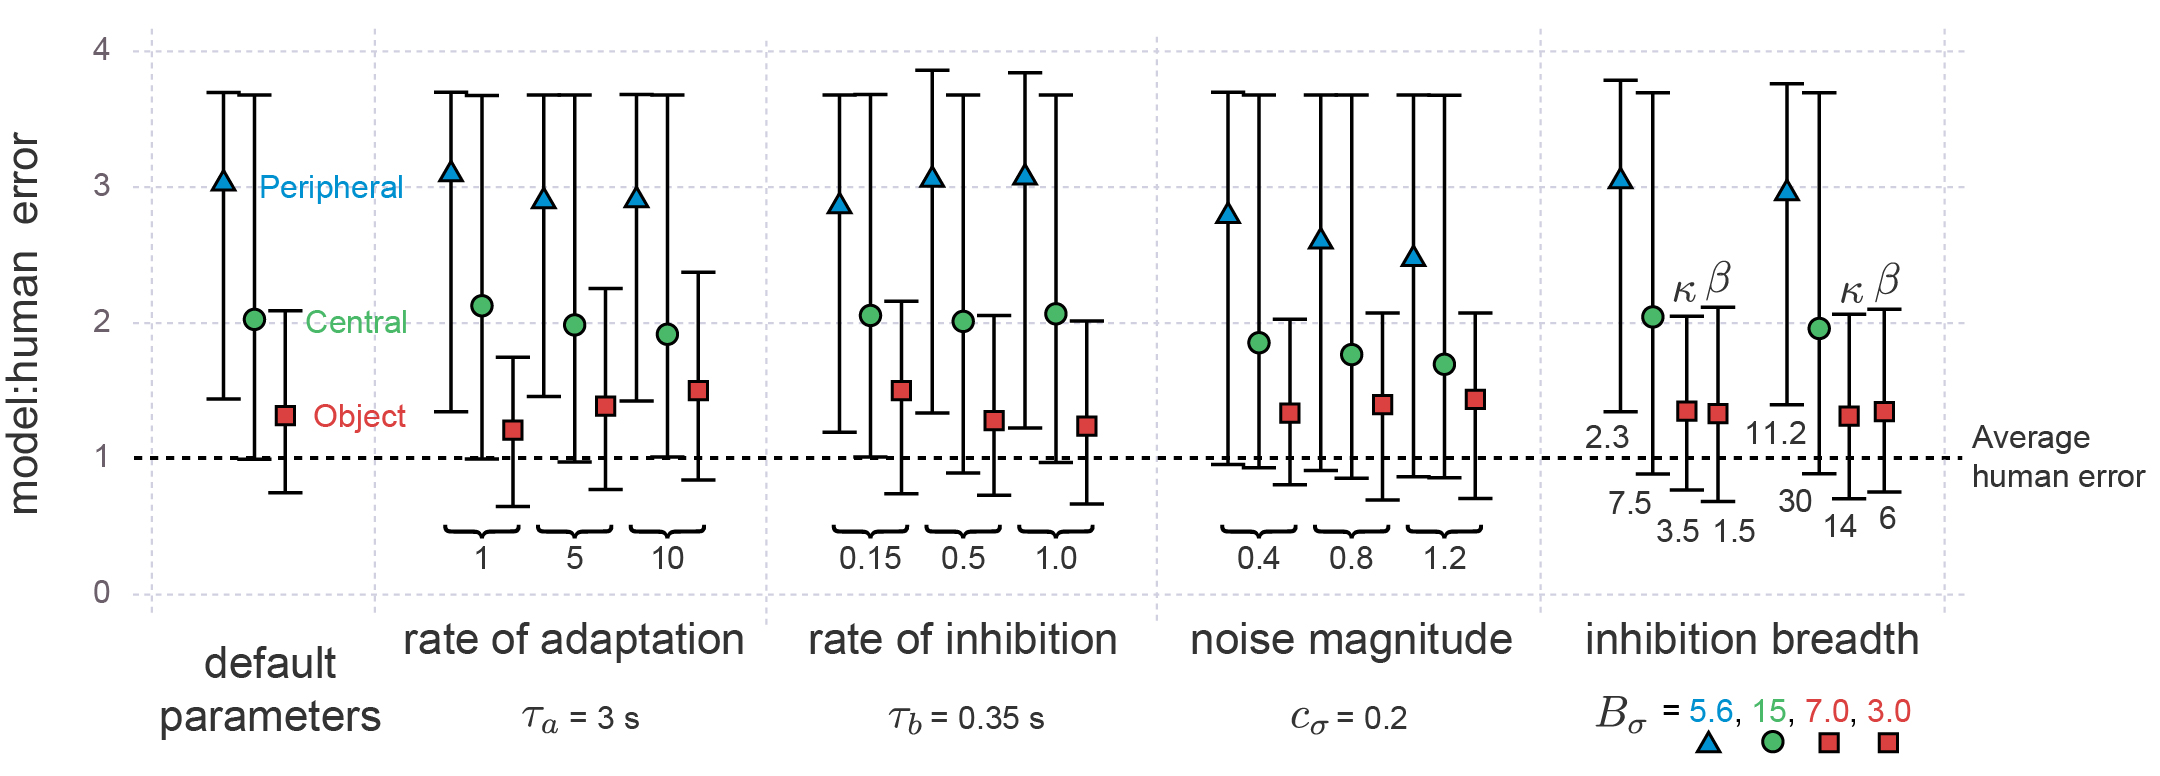 model:human error
4
3
2
1
0
Peripheral
Central
Object
1 5 10
0.15 0.5 1.0
0.4 0.8 1.2
κ β
κ β
2.3
7.5
3.5
1.5
11.2
30
14
6
Average
human error
default
parameters
rate of adaptation
τa = 3 s
rate of inhibition
τb = 0.35 s
noise magnitude
cσ = 0.2
inhibition breadth
Bσ = 5.6, 15, 7.0, 3.0